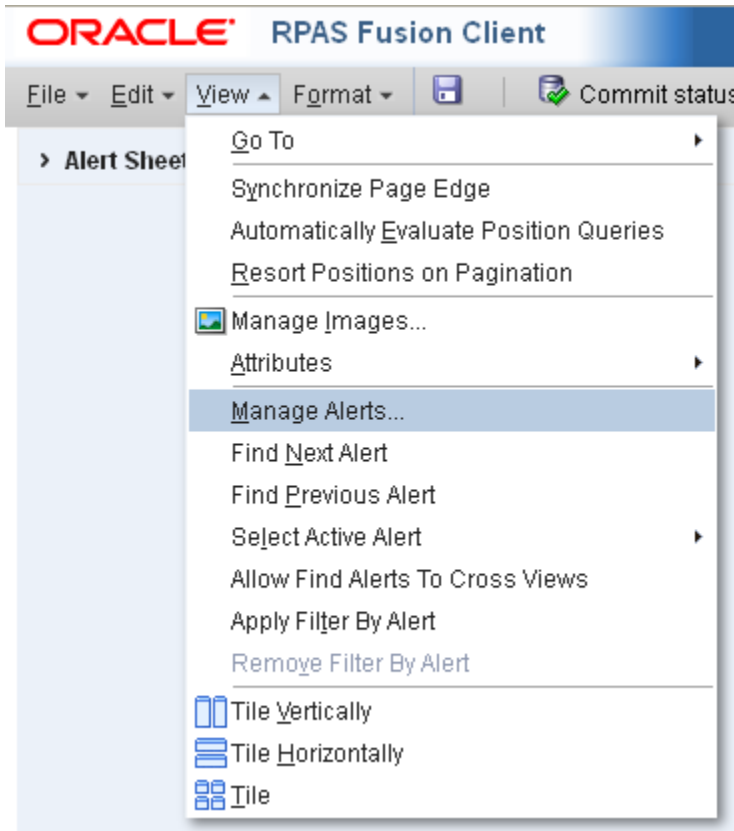 ORACLE RPAS Fusion Client
File Edit View Format Commit status
Alert Sheet
Go To
Synchronize Page Edge
Automatically Evaluate Position Queries
Resort Positions on Pagination
Manage Images...
Attributes
Manage Alerts...
Find Next Alert
Find Previous Alert
Select Active Alert
Allow Find Alerts To Cross Views
Apply Filter By Alert
Remove Filter By Alert
Tile Vertically
Tile Horizontally
Tile